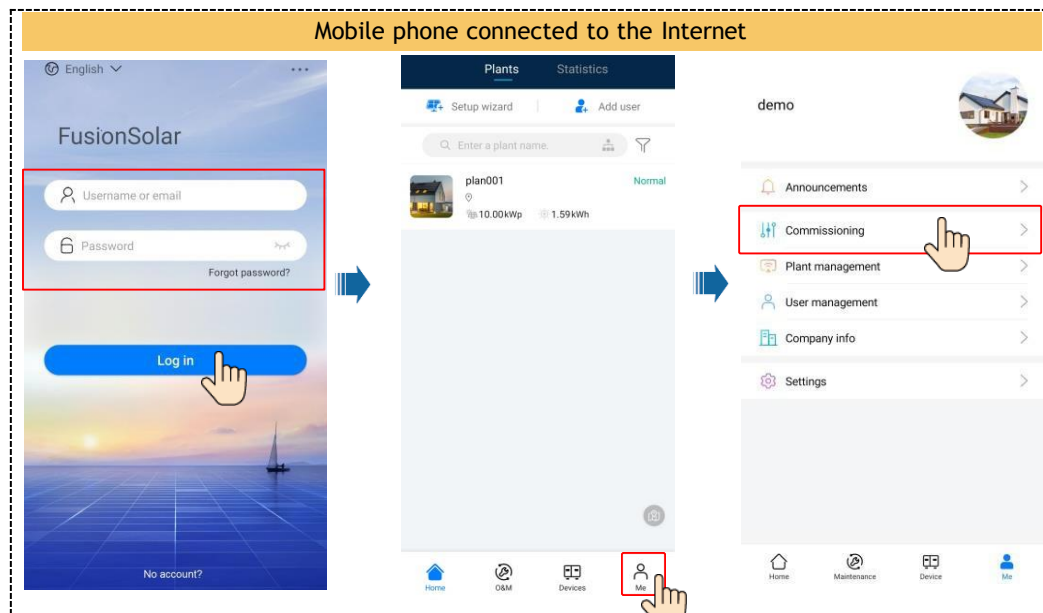 Mobile phone connected to the Internet
English
...
FusionSolar
Username or email
Password
Forgot password?
Log in
No account?
Plants Statistics
Setup wizard Add user
Enter a plant name.
plan001 Normal
10.00kWp 1.59kWh
Home O&M Devices Me
demo
Announcements
Commissioning
Plant management
User management
Company info
Settings
Home Maintenance Device Me